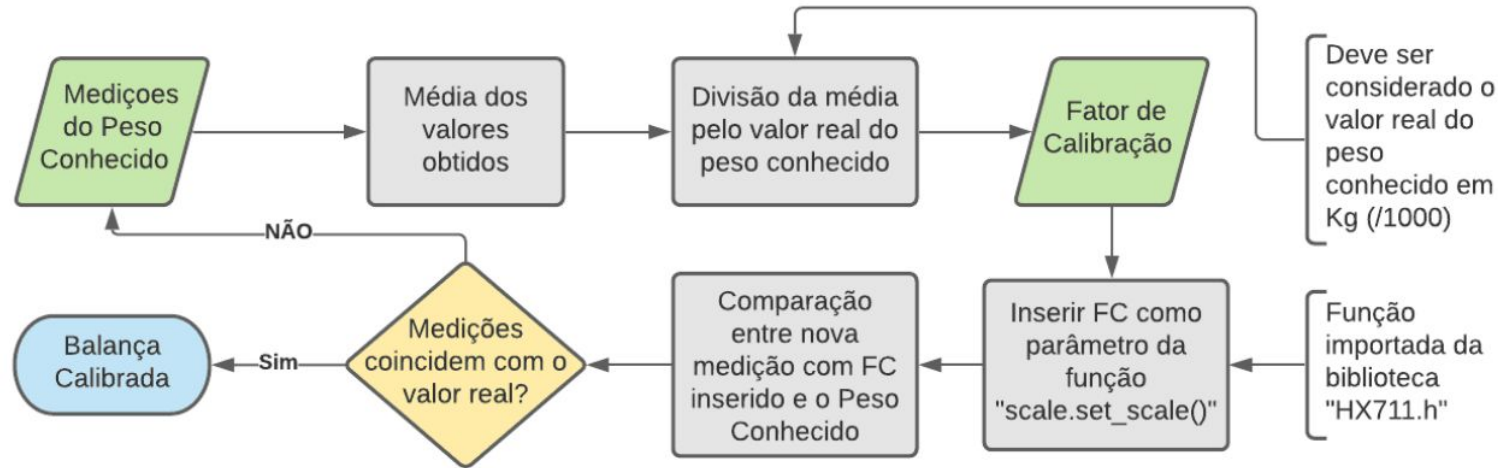 Mediçoes
do Peso
Conhecido
Média dos
valores
obtidos
Divisão da média
pelo valor real do
peso conhecido
Fator de
Calibração
Deve ser
considerado o
valor real do
peso
conhecido em
Kg (/1000)
NÃO
Balança
Calibrada
Sim
Medições
coincidem com o
valor real?
Comparação
entre nova
medição com FC
inserido e o Peso
Conhecido
Inserir FC como
parâmetro da
função
"scale.set_scale()"
Função
importada da
biblioteca
"HX711.h"